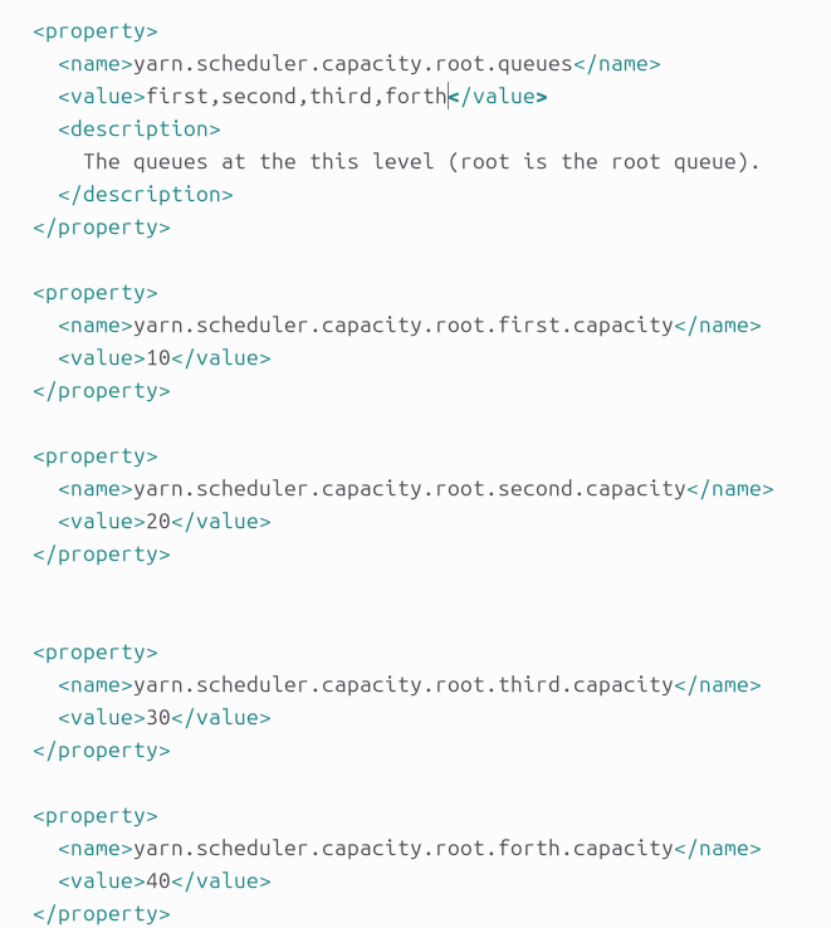 <property>
<name>yarn.scheduler.capacity.root.queues</name>
<value>first,second,third,forth</value>
<description>
The queues at the this level (root is the root queue).
</description>
</property>
<property>
<name>yarn.scheduler.capacity.root.first.capacity</name>
<value>10</value>
</property>
<property>
<name>yarn.scheduler.capacity.root.second.capacity</name>
<value>20</value>
</property>
<property>
<name>yarn.scheduler.capacity.root.third.capacity</name>
<value>30</value>
</property>
<property>
<name>yarn.scheduler.capacity.root.forth.capacity</name>
<value>40</value>
</property>